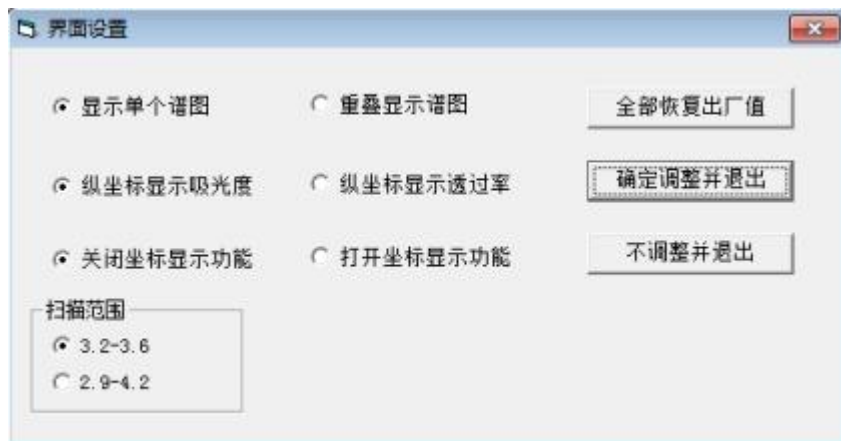 界面设置
显示单个谱图 重叠显示谱图 全部恢复出厂值
纵坐标显示吸光度 纵坐标显示透过率 确定调整并退出
关闭坐标显示功能 打开坐标显示功能 不调整并退出
扫描范围
3.2-3.6
2.9-4.2